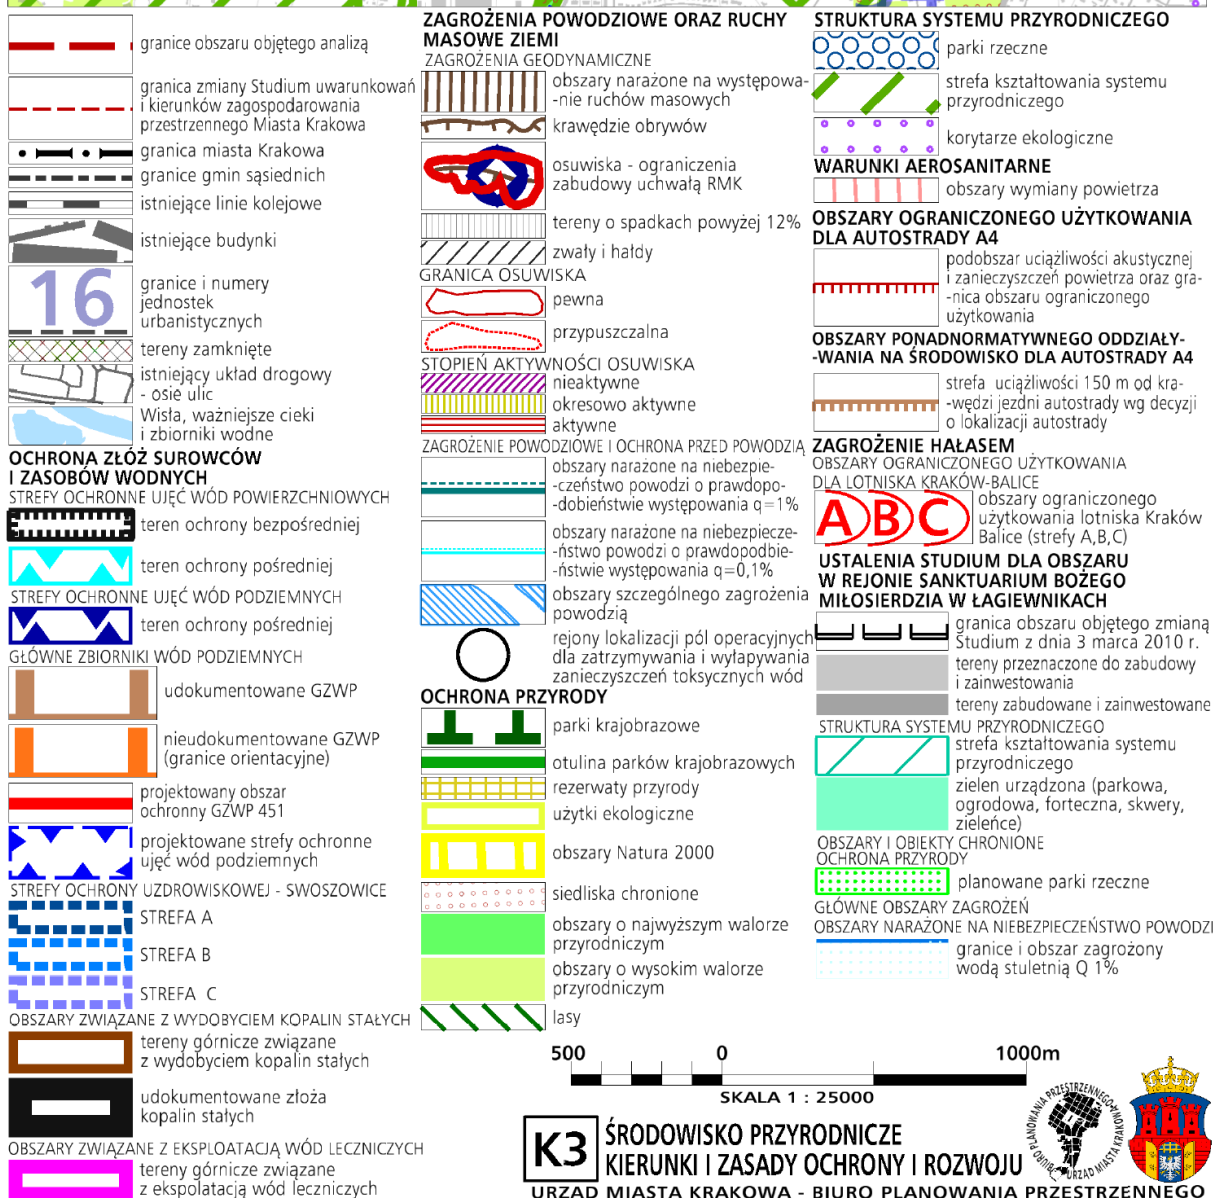 granice obszaru objętego analizą
granica zmiany Studium uwarunkowań
i kierunków zagospodarowania
przestrzennego Miasta Krakowa
granica miasta Krakowa
granice gmin sąsiednich
istniejące linie kolejowe
istniejące budynki
16
granice i numery
jednostek
urbanistycznych
tereny zamknięte
istniejący układ drogowy
- osie ulic
Wisła, ważniejsze cieki
i zbiorniki wodne
OCHRONA ZŁÓŻ SUROWCÓW
I ZASOBÓW WODNYCH
STREFY OCHRONNE UJĘĆ WÓD POWIERZCHNIOWYCH
teren ochrony bezpośredniej
teren ochrony pośredniej
STREFY OCHRONNE UJĘĆ WÓD PODZIEMNYCH
teren ochrony pośredniej
GŁÓWNE ZBIORNIKI WÓD PODZIEMNYCH
udokumentowane GZWP
nieudokumentowane GZWP
(granice orientacyjne)
projektowany obszar
ochronny GZWP 451
projektowane strefy ochronne
ujęć wód podziemnych
STREFY OCHRONY UZDROWISKOWEJ - SWOSZOWICE
STREFA A
STREFA B
STREFA C
OBSZARY ZWIĄZANE Z WYDOBYCIEM KOPALIN STAŁYCH
tereny górnicze związane
z wydobyciem kopalin stałych
udokumentowane złoża
kopalin stałych
OBSZARY ZWIĄZANE Z EKSPLOATACJĄ WÓD LECZNICZYCH
tereny górnicze związane
z ekspolatacją wód leczniczych
ZAGROŻENIA POWODZIOWE ORAZ RUCHY
MASOWE ZIEMI
ZAGROŻENIA GEODYNAMICZNE
obszary narażone na występowa-
-nie ruchów masowych
krawędzie obrywów
osuwiska - ograniczenia
zabudowy uchwałą RMK
tereny o spadkach powyżej 12%
zwały i hałdy
GRANICA OSUWISKA
pewna
przypuszczalna
STOPIEŃ AKTYWNOŚCI OSUWISKA
nieaktywne
okresowo aktywne
aktywne
ZAGROŻENIE POWODZIOWE I OCHRONA PRZED POWODZIĄ
obszary narażone na niebezpie-
-czeństwo powodzi o prawdopo-
-dobieństwie występowania q=1%
obszary narażone na niebezpiecze-
-ństwo powodzi o prawdopodbie-
-ństwie występowania q=0,1%
obszary szczególnego zagrożenia
powodzią
rejony lokalizacji pól operacyjnych
dla zatrzymywania i wyłapywania
zanieczyszczeń toksycznych wód
OCHRONA PRZYRODY
parki krajobrazowe
otulina parków krajobrazowych
rezerwaty przyrody
użytki ekologiczne
obszary Natura 2000
siedliska chronione
obszary o najwyższym walorze
przyrodniczym
obszary o wysokim walorze
przyrodniczym
lasy
STRUKTURA SYSTEMU PRZYRODNICZEGO
parki rzeczne
strefa kształtowania systemu
przyrodniczego
korytarze ekologiczne
WARUNKI AEROSANITARNE
obszary wymiany powietrza
OBSZARY OGRANICZONEGO UŻYTKOWANIA
DLA AUTOSTRADY A4
podobszar uciążliwości akustycznej
i zanieczyszczeń powietrza oraz gra-
-nica obszaru ograniczonego
użytkowania
OBSZARY PONADNORMATYWNEGO ODDZIAŁY-
-WANIA NA ŚRODOWISKO DLA AUTOSTRADY A4
strefa uciążliwości 150 m od kra-
-wędzi jezdni autostrady wg decyzji
o lokalizacji autostrady
ZAGROŻENIE HAŁASEM
OBSZARY OGRANICZONEGO UŻYTKOWANIA
DLA LOTNISKA KRAKÓW-BALICE
A B C
obszary ograniczonego
użytkowania lotniska Kraków
Balice (strefy A,B,C)
USTALENIA STUDIUM DLA OBSZARU
W REJONIE SANKTUARIUM BOŻEGO
MIŁOSIERDZIA W ŁAGIEWNIKACH
granica obszaru objętego zmianą
Studium z dnia 3 marca 2010 r.
tereny przeznaczone do zabudowy
i zainwestowania
tereny zabudowane i zainwestowane
STRUKTURA SYSTEMU PRZYRODNICZEGO
strefa kształtowania systemu
przyrodniczego
zielen urządzona (parkowa,
ogrodowa, forteczna, skwery,
zieleńce)
OBSZARY I OBIEKTY CHRONIONE
OCHRONA PRZYRODY
planowane parki rzeczne
GŁÓWNE OBSZARY ZAGROŻEŃ
OBSZARY NARAŻONE NA NIEBEZPIECZEŃSTWO POWODZI
granice i obszar zagrożony
wodą stuletnią Q 1%
500 0 1000m
SKALA 1 : 25000
K3
ŚRODOWISKO PRZYRODNICZE
KIERUNKI I ZASADY OCHRONY I ROZWOJU
BIURO PLANOWANIA PRZESTRZENNEGO
URZĄD MIASTA KRAKOWA
URZĄD MIASTA KRAKOWA - BIURO PLANOWANIA PRZESTRZENNEGO